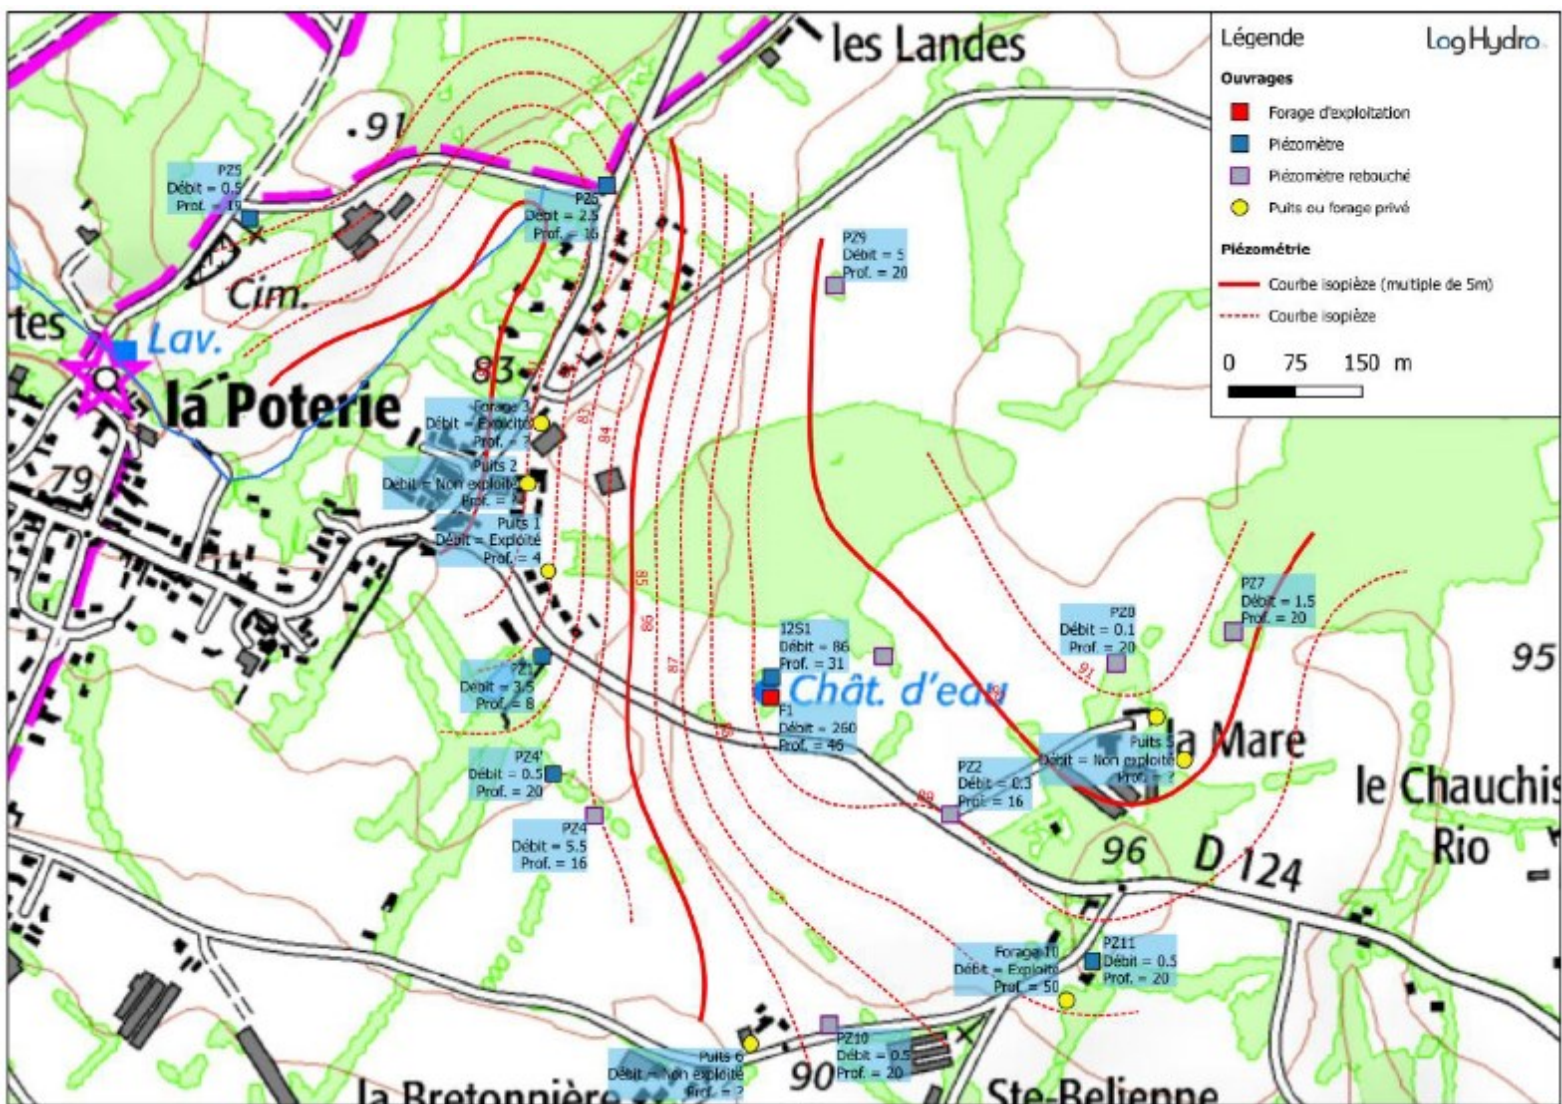 les Landes
Légende
LogHydro
Ouvrages
Forage d'exploitation
Piézomètre
Piézomètre rebouché
Puits ou forage privé
Piézométrie
Courbe isopièze (multiple de 5m)
Courbe isopièze
0 75 150 m
91
PZ5
Débit = 0.5
Prof. = 19
Débit = 2.5
Prof. = 16
PZ9
Débit = 5
Prof. = 20
Cim.
tes
Lav.
83
la Poterie
Forage 3
Débit = Exploité
Prof. = ?
83
84
Puits 2
Débit = Non exploité
Prof. = ?
79
Puits 1
Débit = Exploité
Prof. = 4
85
86
87
PZ7
Débit = 1.5
Prof. = 20
PZ8
Débit = 0.1
Prof. = 20
91
95
12S1
Débit = 86
Prof. = 31
PZ1
Débit = 3.5
Prof. = 8
Chât. d'eau
F1
Débit = 260
Prof. = 46
la Mare
Puits 5
Débit = Non exploité
Prof. = ?
PZ4'
Débit = 0.5
Prof. = 20
PZ2
Débit = 0.3
Prof. = 16
89
le Chauchis
Rio
PZ4
Débit = 5.5
Prof. = 16
96
D 124
Forage 10
Débit = Exploité
Prof. = 50
PZ11
Débit = 0.5
Prof. = 20
Puits 6
Débit = Non exploité
Prof. = ?
PZ10
Débit = 0.5
Prof. = 20
90
la Bretonnière
Ste-Belienne